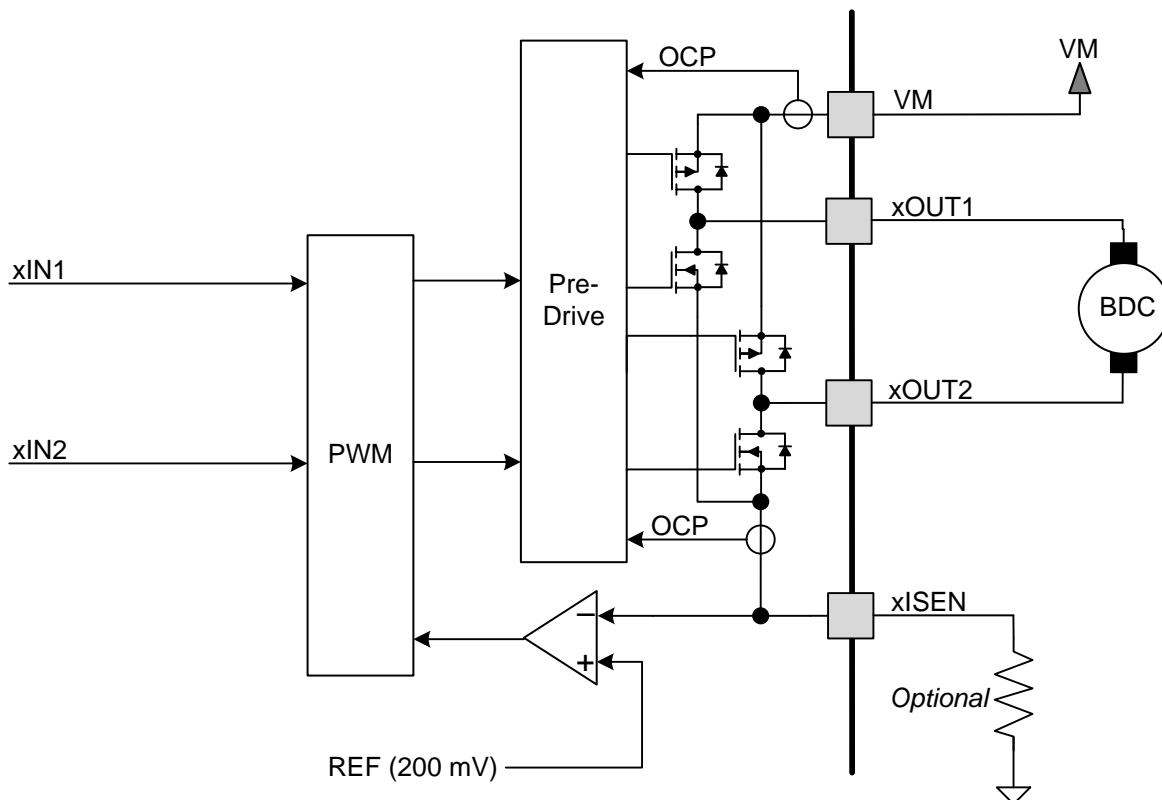 OCP
VM
VM
xOUT1
xIN1
Pre-
Drive
BDC
xOUT2
xIN2
PWM
OCP
xISEN
−
+
Optional
REF (200 mV)